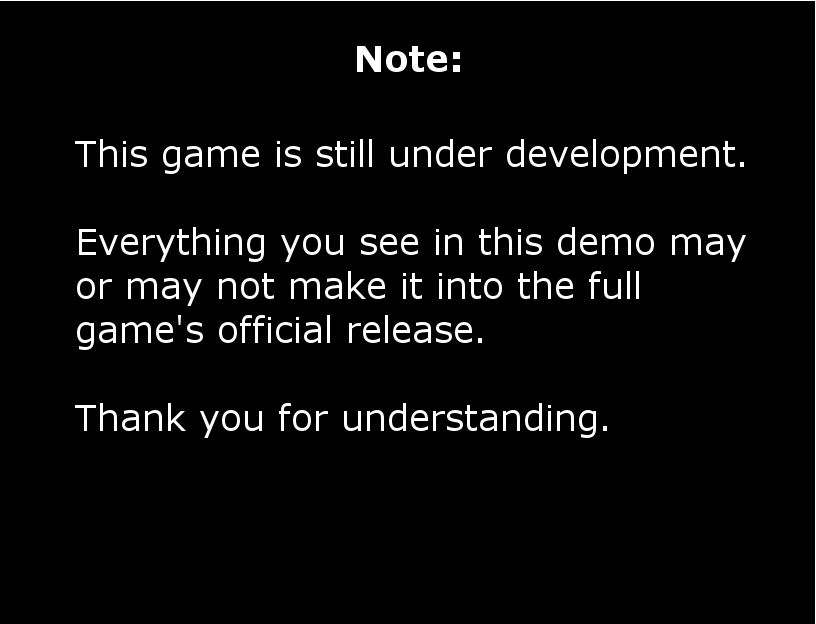 Note:
This game is still under development.
Everything you see in this demo may
or may not make it into the full
game's official release.
Thank you for understanding.